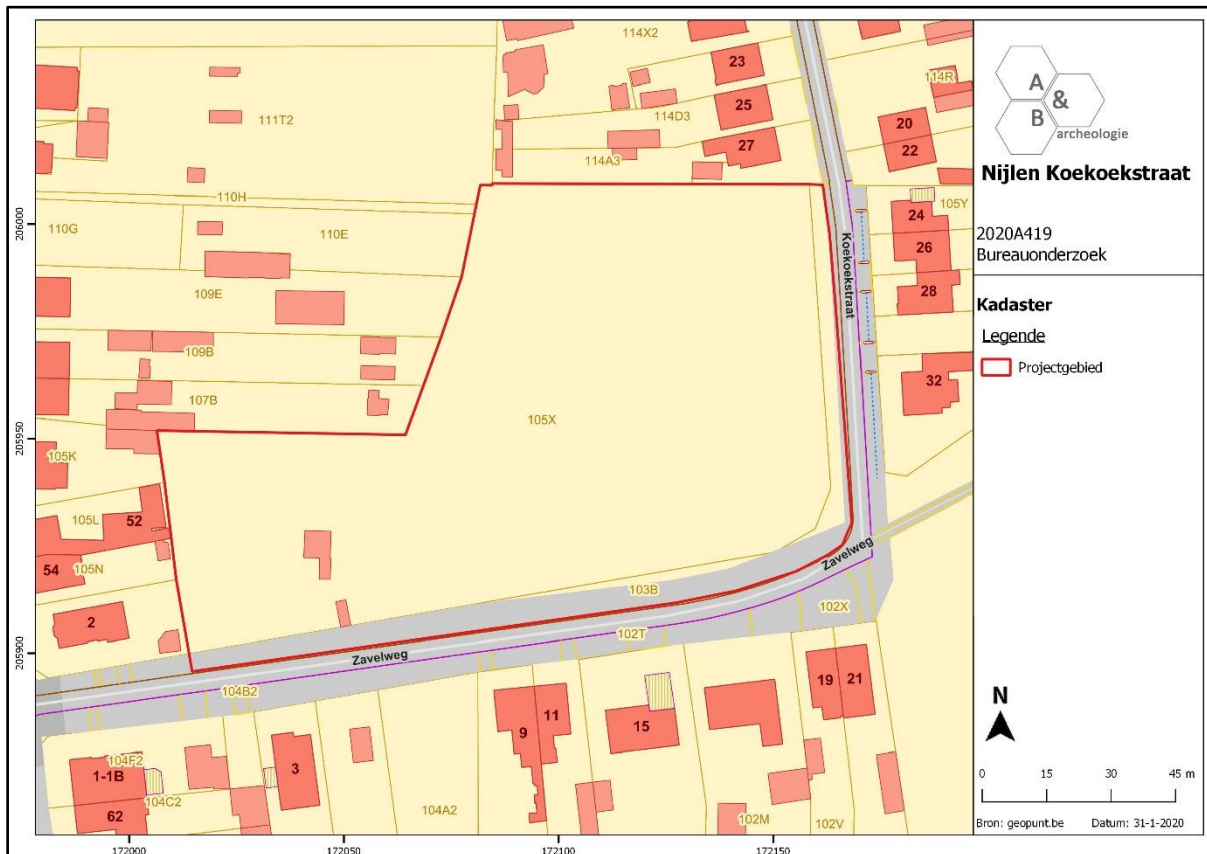 114X2
23
114R
25
114D3
20
111T2
22
27
114A3
110H
24
105Y
206000
110G
110E
26
Koekoekstraat
28
109E
109B
32
107B
105X
205950
105K
105L
52
54
105N
Zavelweg
103B
2
102X
102T
205900
Zavelweg
104B2
19
21
11
9
15
104F2
1-1B
3
104C2
62
104A2
102M
102V
172000
172050
172100
172150
A
&
B
archeologie
Nijlen Koekoekstraat
2020A419
Bureauonderzoek
Kadaster
Legende
Projectgebied
N
0 15 30 45 m
Bron: geopunt.be Datum: 31-1-2020